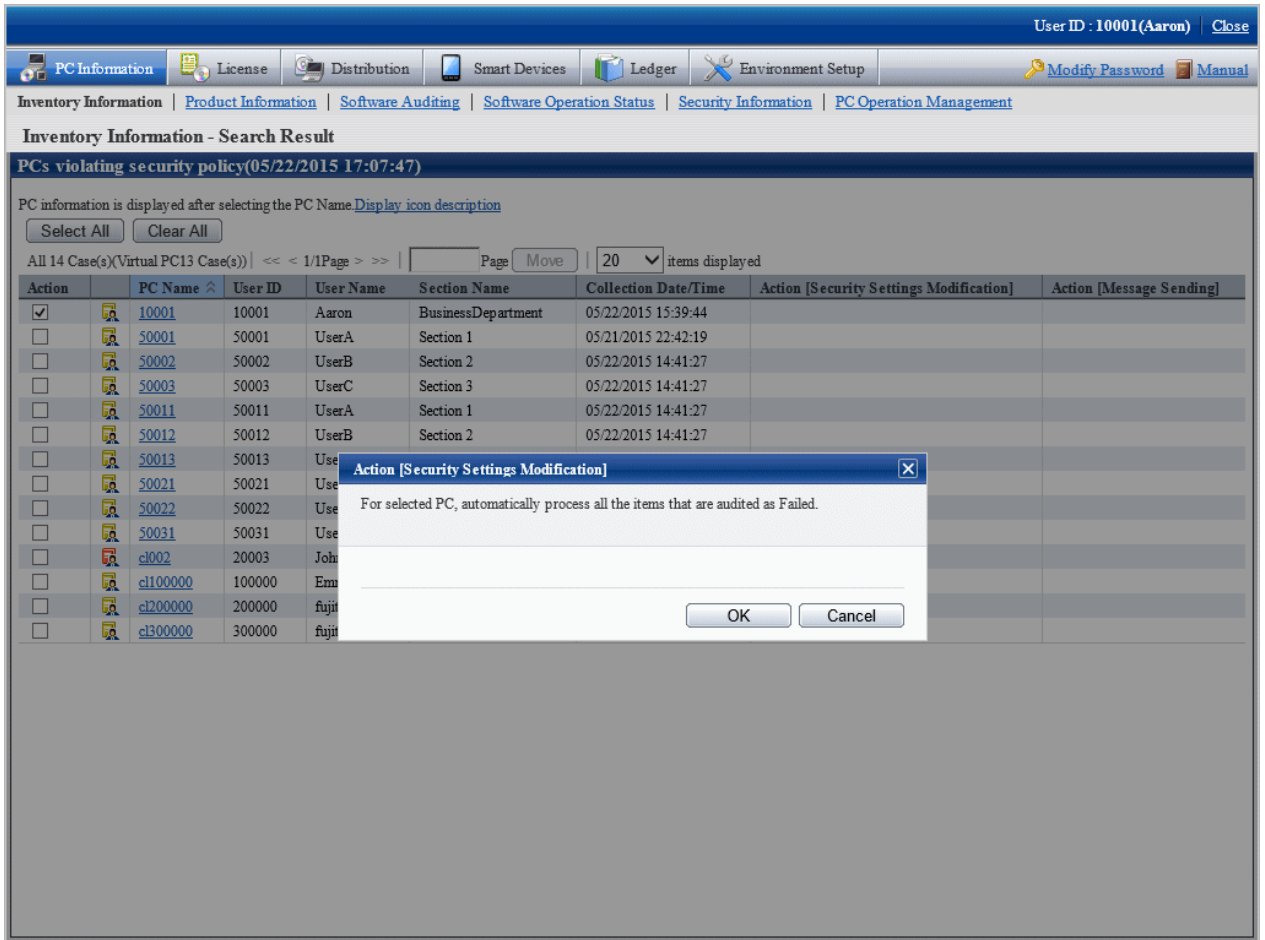 User ID : 10001(Aaron) Close
PC Information License Distribution Smart Devices Ledger Environment Setup Modify Password Manual
Inventory Information | Product Information | Software Auditing | Software Operation Status | Security Information | PC Operation Management
Inventory Information - Search Result
PCs violating security policy(05/22/2015 17:07:47)
PC information is displayed after selecting the PC Name.Display icon description
Select All Clear All
All 14 Case(s)(Virtual PC13 Case(s)) | << < 1/1Page > >> | Page Move | 20 items displayed
Action PC Name User ID User Name Section Name Collection Date/Time Action [Security Settings Modification] Action [Message Sending]
10001 10001 Aaron BusinessDepartment 05/22/2015 15:39:44
50001 50001 UserA Section 1 05/21/2015 22:42:19
50002 50002 UserB Section 2 05/22/2015 14:41:27
50003 50003 UserC Section 3 05/22/2015 14:41:27
50011 50011 UserA Section 1 05/22/2015 14:41:27
50012 50012 UserB Section 2 05/22/2015 14:41:27
50013 50013 Use
50021 50021 Use
50022 50022 Use
50031 50031 Use
cl002 20003 Joh
cl100000 100000 Em
cl200000 200000 fujit
cl300000 300000 fujit
Action [Security Settings Modification]
For selected PC, automatically process all the items that are audited as Failed.
OK Cancel